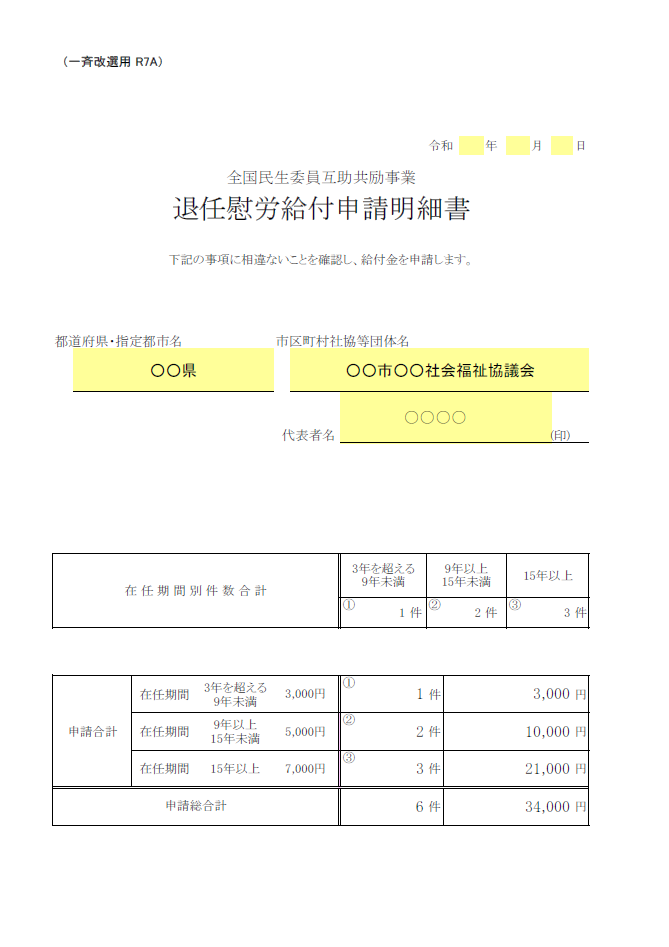 （一斉改選用 R7A）
令和 年 月 日
全国民生委員互助共励事業
退任慰労給付申請明細書
下記の事項に相違ないことを確認し、給付金を申請します。
都道府県・指定都市名 市区町村社協等団体名
〇〇県 〇〇市〇〇社会福祉協議会
〇〇〇〇
代表者名 (印)
3年を超える 9年以上
9年未満 15年未満 15年以上
在任期間別件数合計
① 1 件 ② 2 件 ③ 3 件
申請合計
在任期間 3年を超える 9年未満 3,000円 ① 1 件 3,000 円
在任期間 9年以上 15年未満 5,000円 ② 2 件 10,000 円
在任期間 15年以上 7,000円 ③ 3 件 21,000 円
申請総合計 6 件 34,000 円